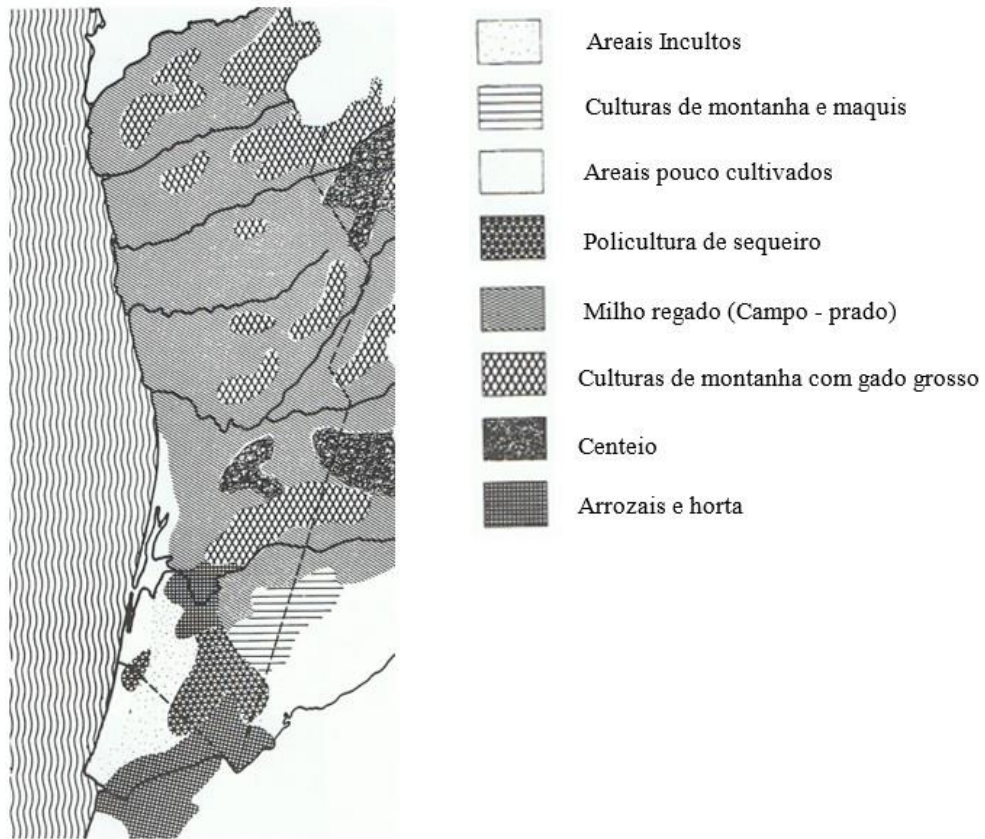 Areais Incultos
Culturas de montanha e maquis
Areais pouco cultivados
Policultura de sequeiro
Milho regado (Campo - prado)
Culturas de montanha com gado grosso
Centeio
Arrozais e horta